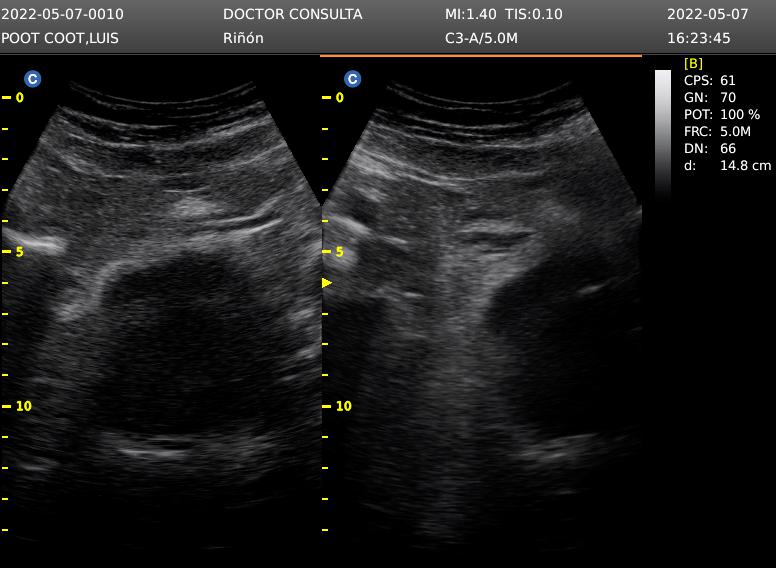 2022-05-07-0010 DOCTOR CONSULTA MI:1.40 TIS:0.10 2022-05-07
POOT COOT,LUIS Riñón C3-A/5.0M 16:23:45
C C
[B]
CPS: 61
GN: 70
POT: 100 %
FRC: 5.0M
DN: 66
d: 14.8 cm
0 0
5 5
10 10